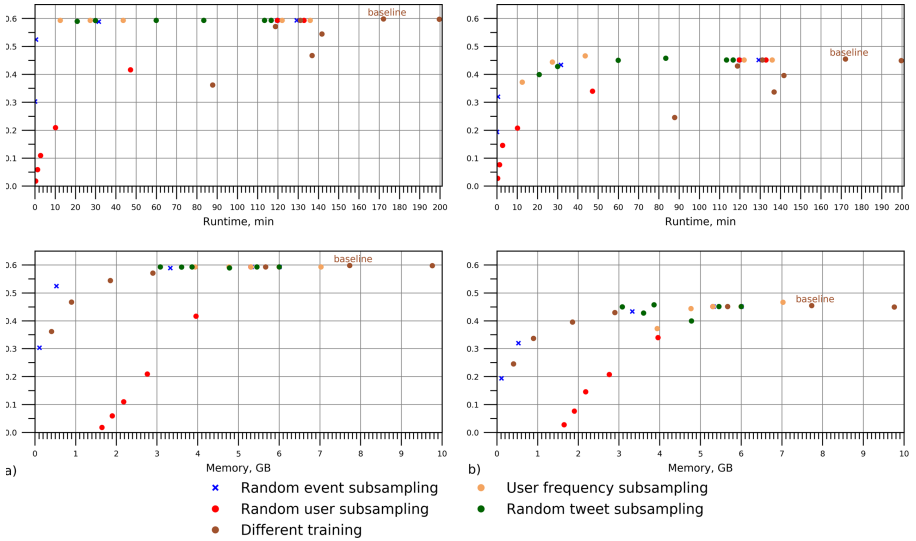 baseline
0.6
0.5
0.4
0.3
0.2
0.1
0.0
0 10 20 30 40 50 60 70 80 90 100 110 120 130 140 150 160 170 180 190 200
Runtime, min
baseline
0.6
0.5
0.4
0.3
0.2
0.1
0.0
0 10 20 30 40 50 60 70 80 90 100 110 120 130 140 150 160 170 180 190 200
Runtime, min
baseline
0.6
0.5
0.4
0.3
0.2
0.1
0.0
0 1 2 3 4 5 6 7 8 9 10
Memory, GB
a)
baseline
0.6
0.5
0.4
0.3
0.2
0.1
0.0
0 1 2 3 4 5 6 7 8 9 10
Memory, GB
b)
Random event subsampling
Random user subsampling
Different training
User frequency subsampling
Random tweet subsampling